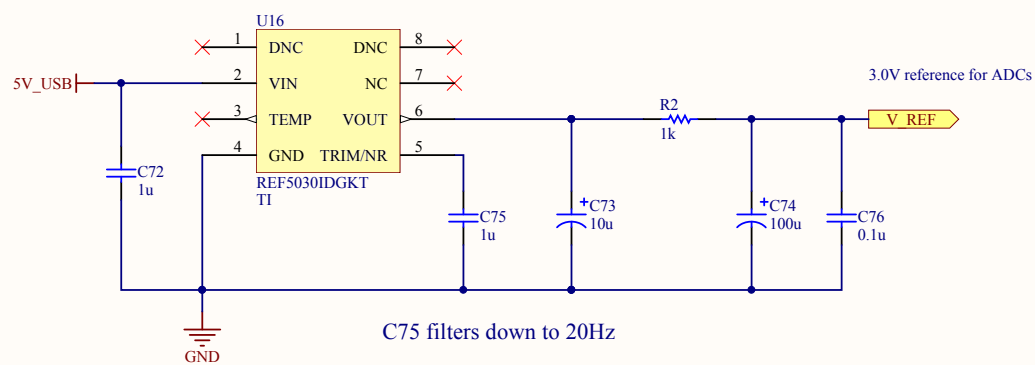 U16
1
DNC
DNC
8
5V_USB
2
VIN
NC
7
3.0V reference for ADCs
3
TEMP
VOUT
6
R2
1k
V_REF
4
GND
TRIM/NR
5
REF5030IDGKT
TI
C72
1u
C75
1u
+
C73
10u
+
C74
100u
C76
0.1u
C75 filters down to 20Hz
GND